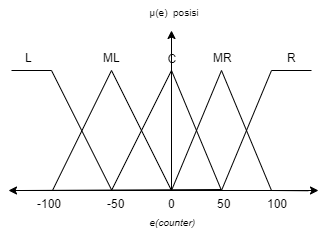 μ(e) posisi
L ML C MR R
-100 -50 0 50 100
e(counter)